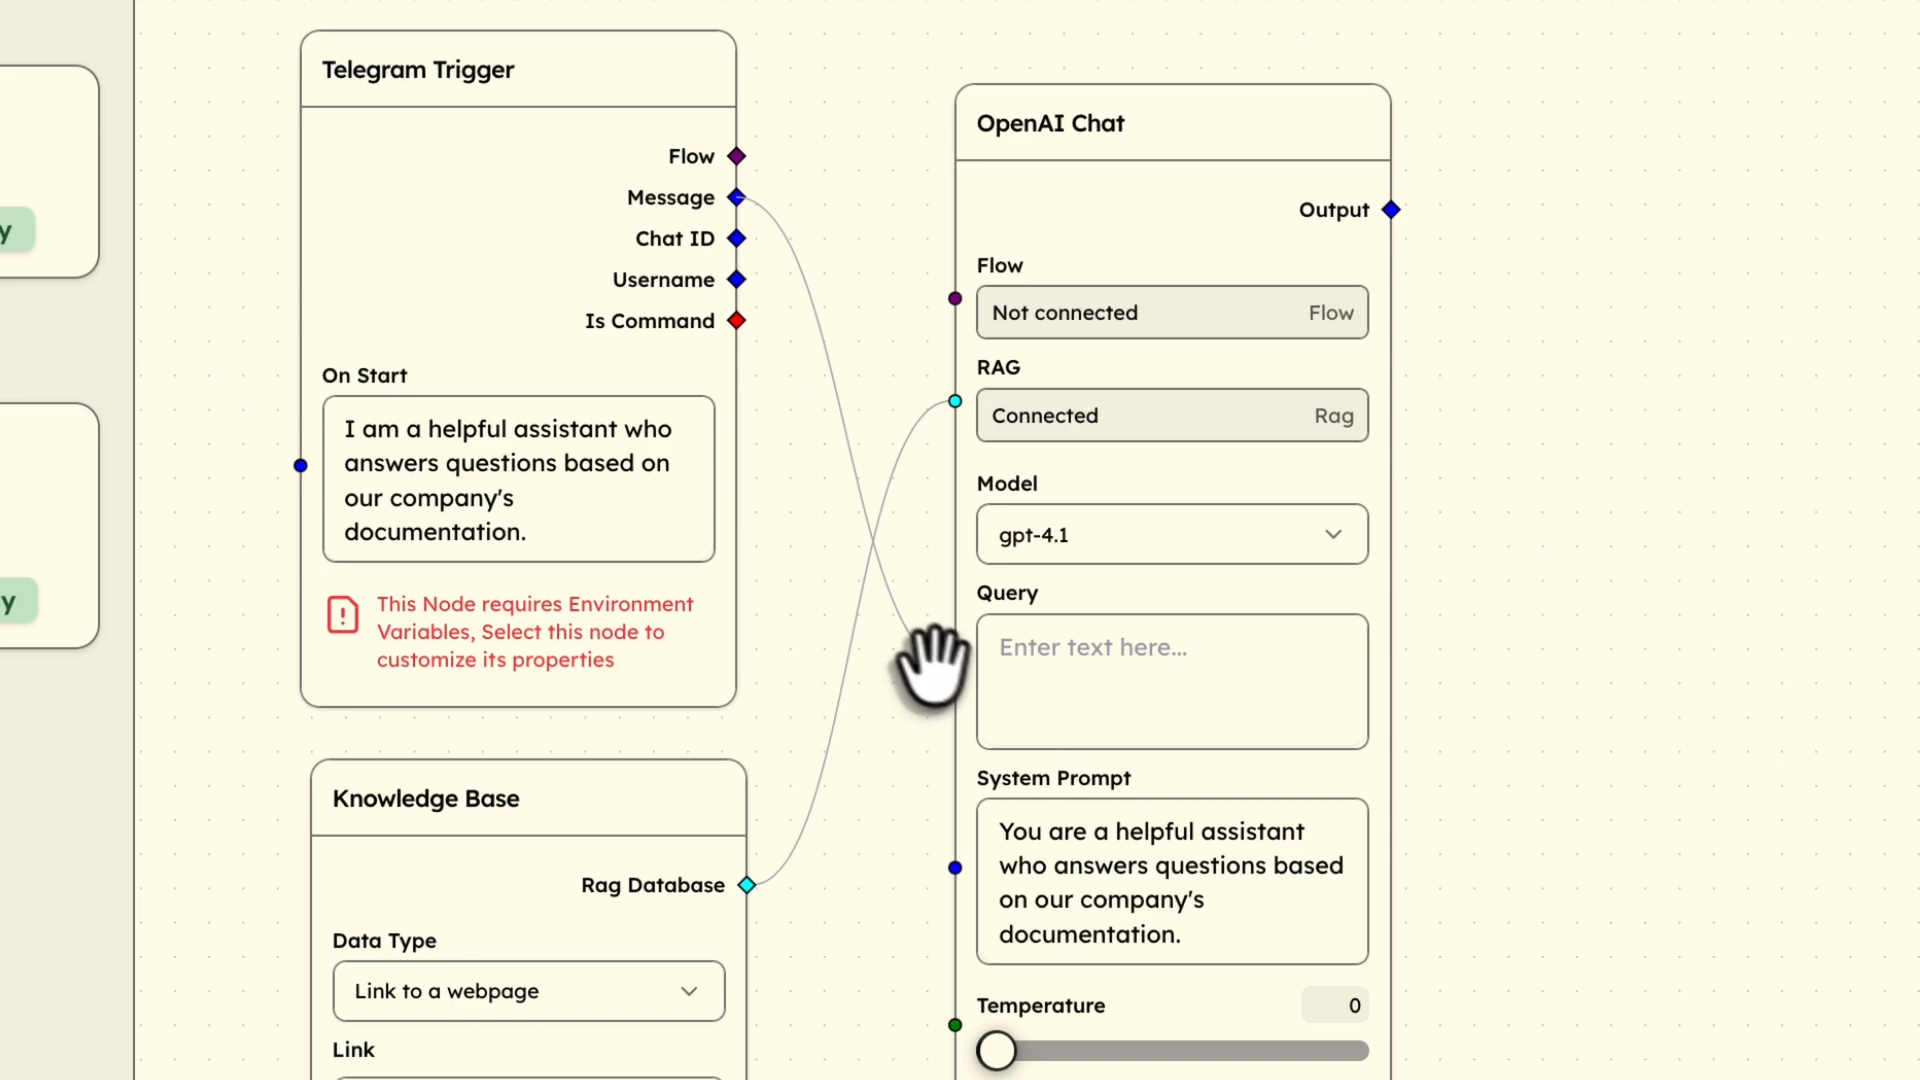 y
y
Telegram Trigger
Flow
Message
Chat ID
Username
Is Command
On Start
I am a helpful assistant who
answers questions based on
our company's
documentation.
This Node requires Environment
Variables, Select this node to
customize its properties
Knowledge Base
Rag Database
Data Type
Link to a webpage
Link
OpenAI Chat
Output
Flow
Not connected Flow
RAG
Connected Rag
Model
gpt-4.1
Query
Enter text here...
System Prompt
You are a helpful assistant
who answers questions based
on our company's
documentation.
Temperature 0